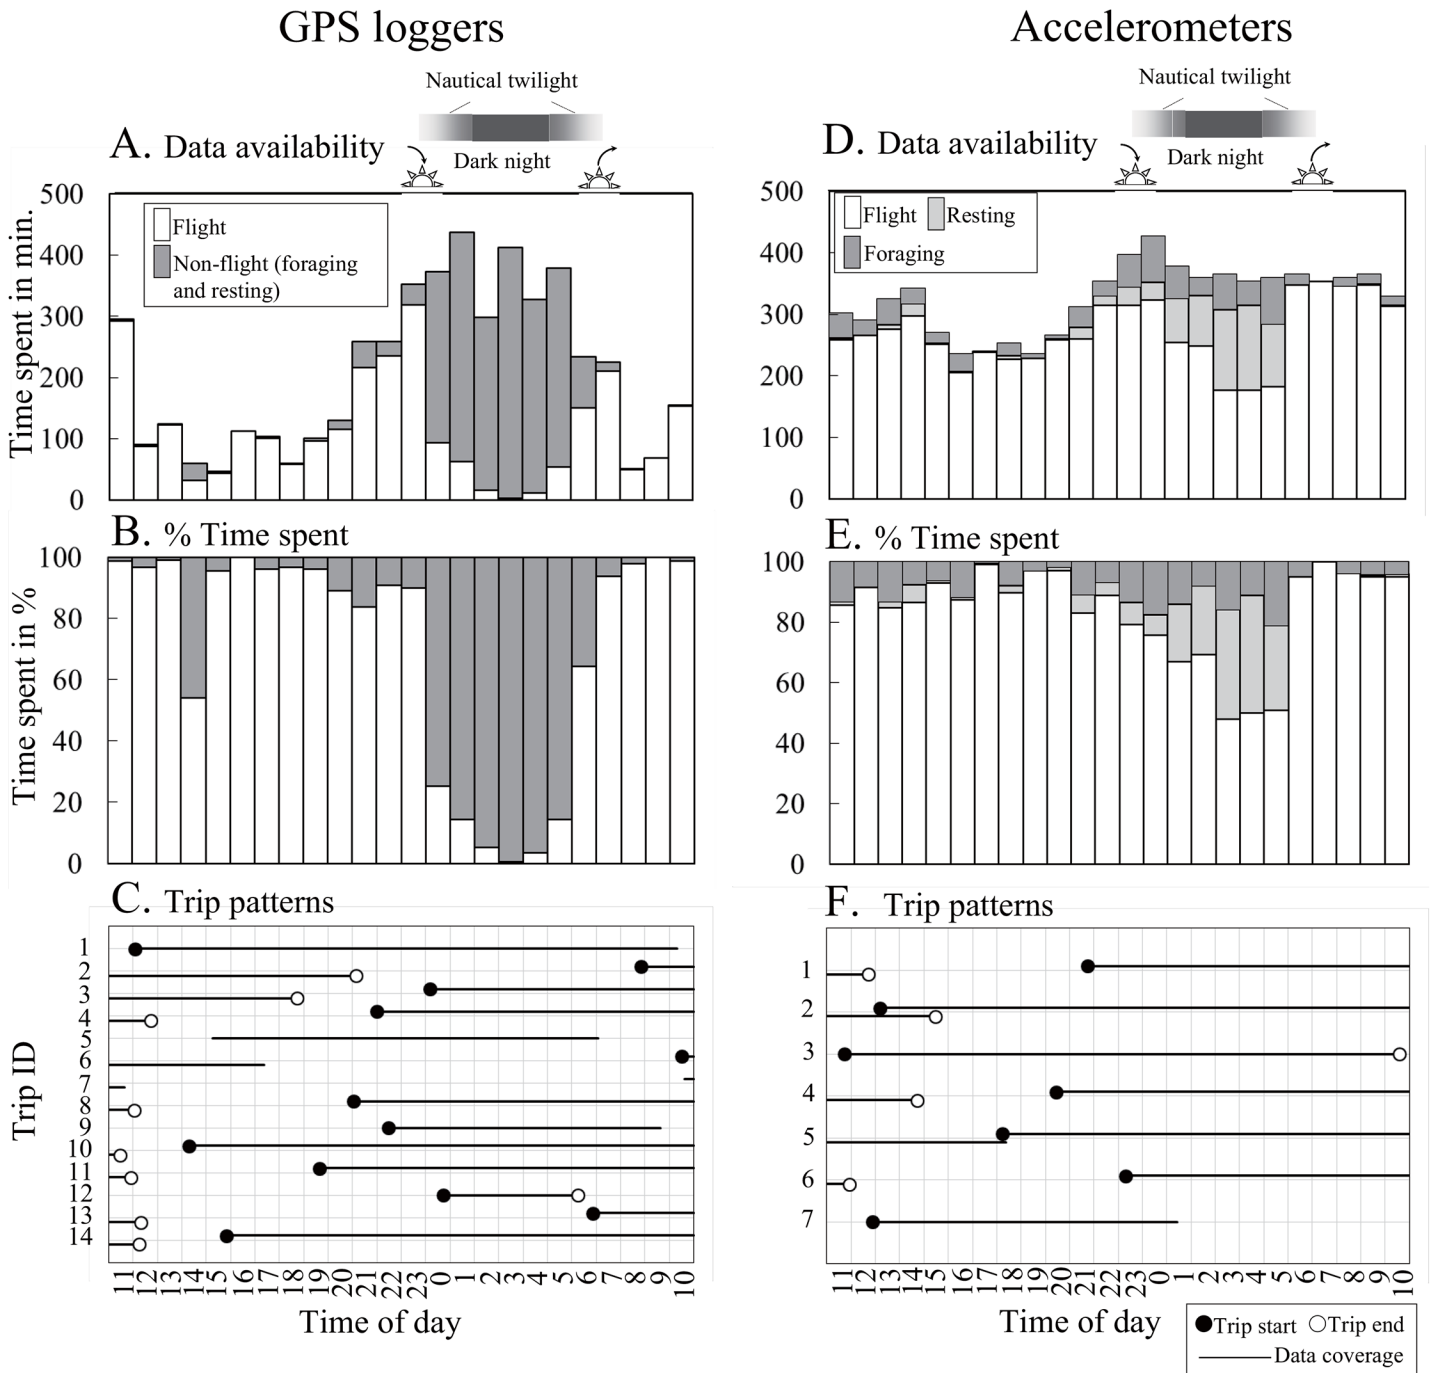 GPS loggers
Nautical twilight
A. Data availability
Dark night
500
400
300
200
100
0
Time spent in min.
Flight
Non-flight (foraging
and resting)
B. % Time spent
100
80
60
40
20
0
Time spent in %
C. Trip patterns
1
2
3
4
5
6
7
8
9
10
11
12
13
14
Trip ID
11 12 13 14 15 16 17 18 19 20 21 22 23 0 1 2 3 4 5 6 7 8 9 10
Time of day
Accelerometers
Nautical twilight
D. Data availability
Dark night
500
400
300
200
100
0
Flight Resting
Foraging
E. % Time spent
100
80
60
40
20
0
F. Trip patterns
1
2
3
4
5
6
7
11 12 13 14 15 16 17 18 19 20 21 22 23 0 1 2 3 4 5 6 7 8 9 10
Time of day
Trip start Trip end
Data coverage